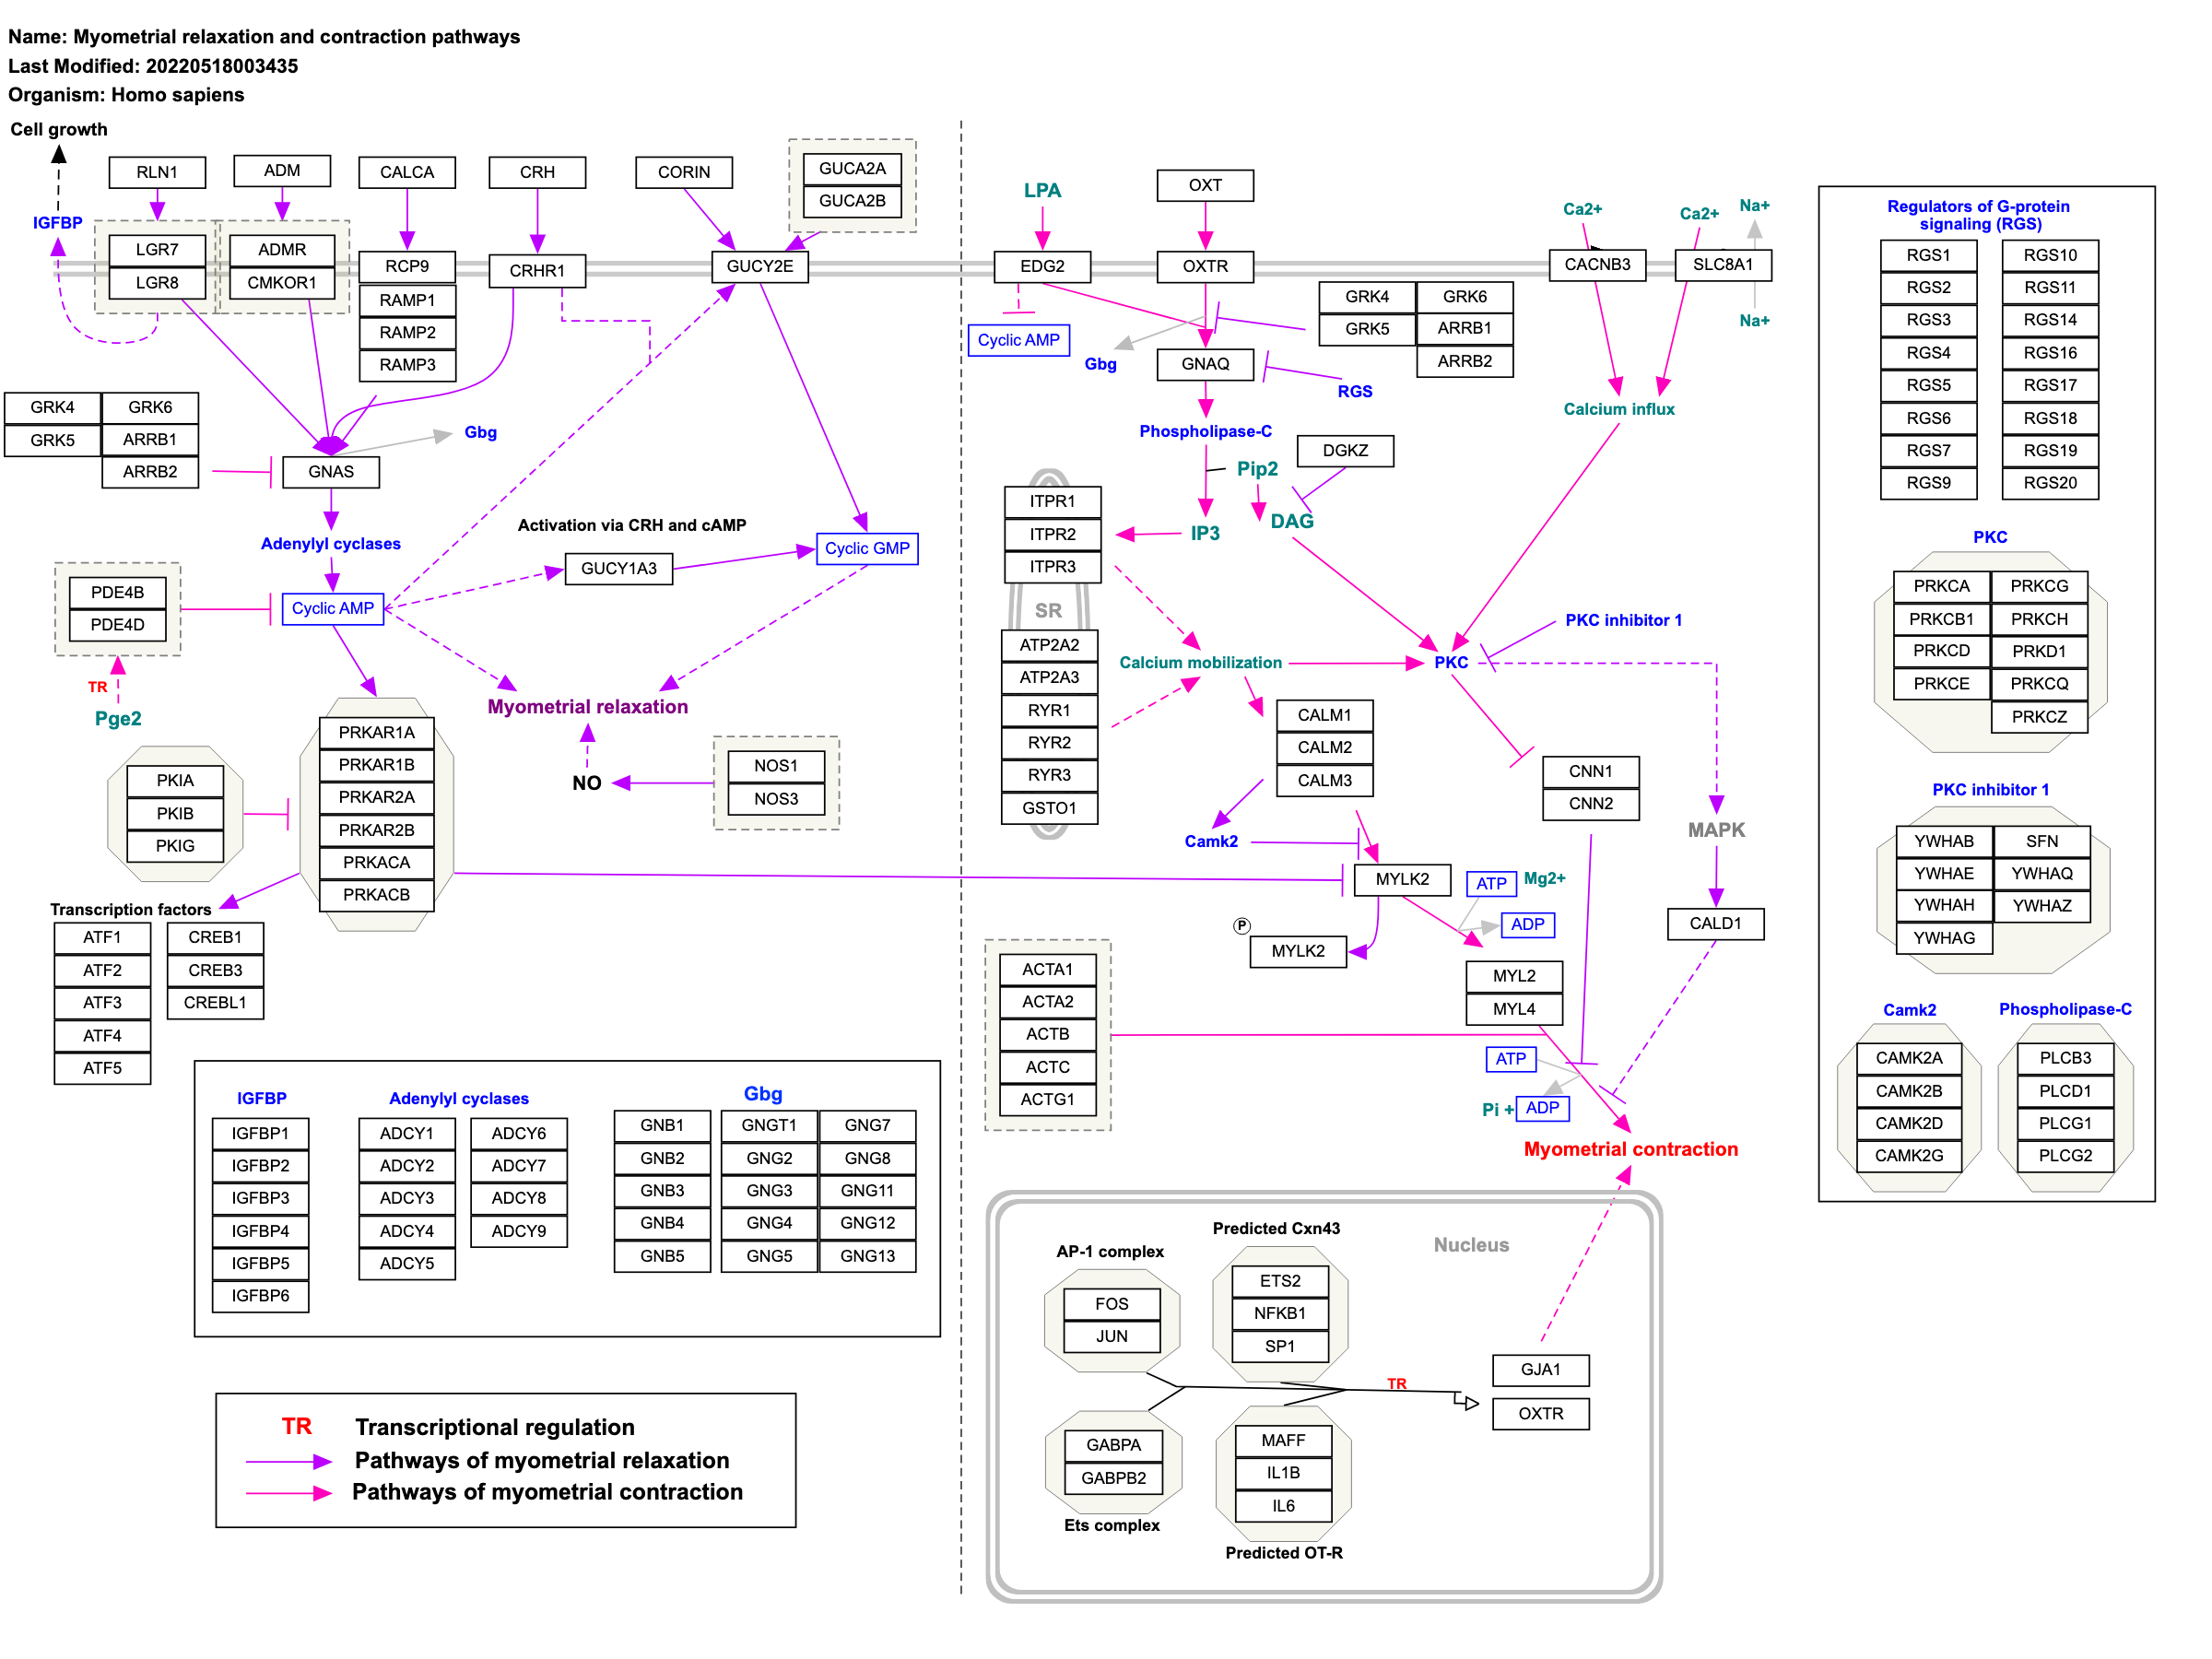 Name: Myometrial relaxation and contraction pathways
Last Modified: 20220518003435
Organism: Homo sapiens
Cell growth
IGFBP
RLN1
ADM
CALCA
CRH
CORIN
GUCA2A
GUCA2B
LGR7
LGR8
ADMR
CMKOR1
RCP9
RAMP1
RAMP2
RAMP3
CRHR1
GUCY2E
GRK4
GRK6
GRK5
ARRB1
ARRB2
GNAS
Gbg
Adenylyl cyclases
Activation via CRH and cAMP
GUCY1A3
Cyclic GMP
PDE4B
PDE4D
Cyclic AMP
TR
Pge2
Myometrial relaxation
NO
NOS1
NOS3
PKIA
PKIB
PKIG
PRKAR1A
PRKAR1B
PRKAR2A
PRKAR2B
PRKACA
PRKACB
Transcription factors
ATF1
ATF2
ATF3
ATF4
ATF5
CREB1
CREB3
CREBL1
IGFBP
IGFBP1
IGFBP2
IGFBP3
IGFBP4
IGFBP5
IGFBP6
Adenylyl cyclases
ADCY1
ADCY2
ADCY3
ADCY4
ADCY5
ADCY6
ADCY7
ADCY8
ADCY9
Gbg
GNB1
GNB2
GNB3
GNB4
GNB5
GNGT1
GNG2
GNG3
GNG4
GNG5
GNG7
GNG8
GNG11
GNG12
GNG13
TR Transcriptional regulation
Pathways of myometrial relaxation
Pathways of myometrial contraction
LPA
OXT
EDG2
OXTR
Cyclic AMP
Gbg
GNAQ
GRK4
GRK6
GRK5
ARRB1
ARRB2
RGS
Ca2+
Ca2+
Na+
CACNB3
SLC8A1
Na+
Calcium influx
Phospholipase-C
Pip2
DGKZ
IP3
DAG
ITPR1
ITPR2
ITPR3
SR
ATP2A2
ATP2A3
RYR1
RYR2
RYR3
GSTO1
Calcium mobilization
PKC
PKC inhibitor 1
CALM1
CALM2
CALM3
CNN1
CNN2
Camk2
MAPK
MYLK2
ATP
Mg2+
ADP
P
MYLK2
CALD1
MYL2
MYL4
ACTA1
ACTA2
ACTB
ACTC
ACTG1
ATP
Pi +
ADP
Myometrial contraction
Nucleus
AP-1 complex
FOS
JUN
Predicted Cxn43
ETS2
NFKB1
SP1
TR
GJA1
OXTR
GABPA
GABPB2
Ets complex
MAFF
IL1B
IL6
Predicted OT-R
Regulators of G-protein
signaling (RGS)
RGS1
RGS2
RGS3
RGS4
RGS5
RGS6
RGS7
RGS9
RGS10
RGS11
RGS14
RGS16
RGS17
RGS18
RGS19
RGS20
PKC
PRKCA
PRKCB1
PRKCD
PRKCE
PRKCG
PRKCH
PRKD1
PRKCQ
PRKCZ
PKC inhibitor 1
YWHAB
YWHAE
YWHAH
YWHAG
SFN
YWHAQ
YWHAZ
Camk2
CAMK2A
CAMK2B
CAMK2D
CAMK2G
Phospholipase-C
PLCB3
PLCD1
PLCG1
PLCG2